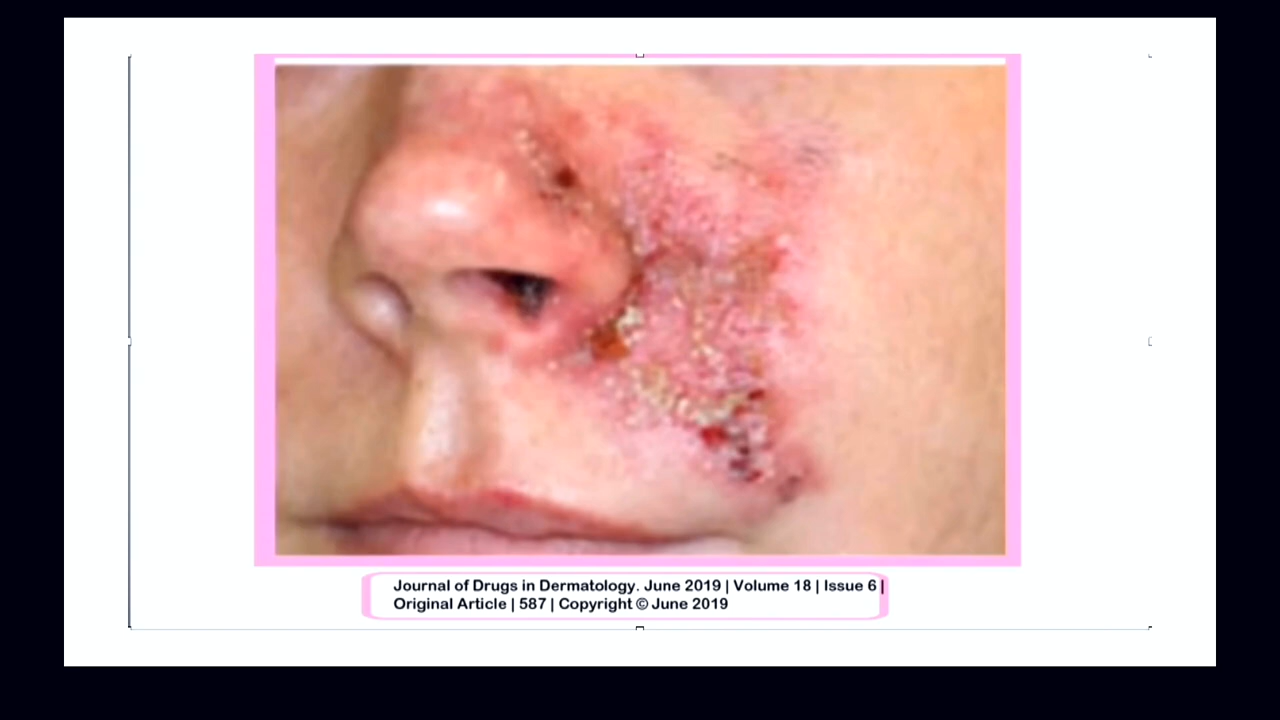 Journal of Drugs in Dermatology. June 2019 | Volume 18 | Issue 6 |
Original Article | 587 | Copyright © June 2019